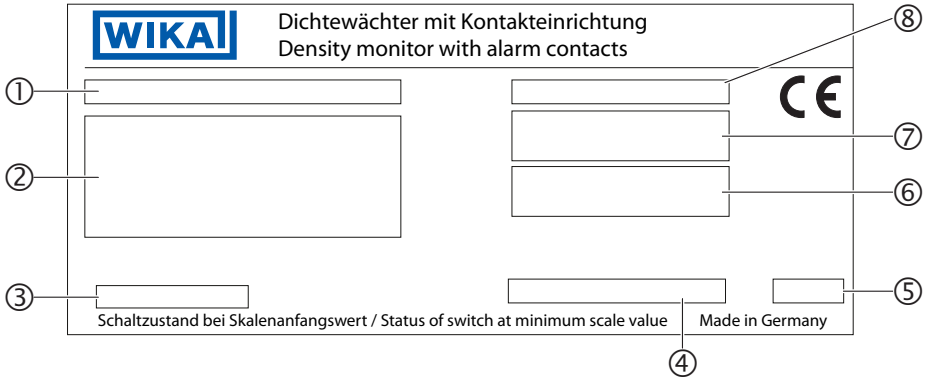 WIKAI
Dichtewächter mit Kontakteinrichtung
Density monitor with alarm contacts
⑧
①
CE
⑦
②
⑥
③
⑤
Schaltzustand bei Skalenanfangswert / Status of switch at minimum scale value
Made in Germany
④